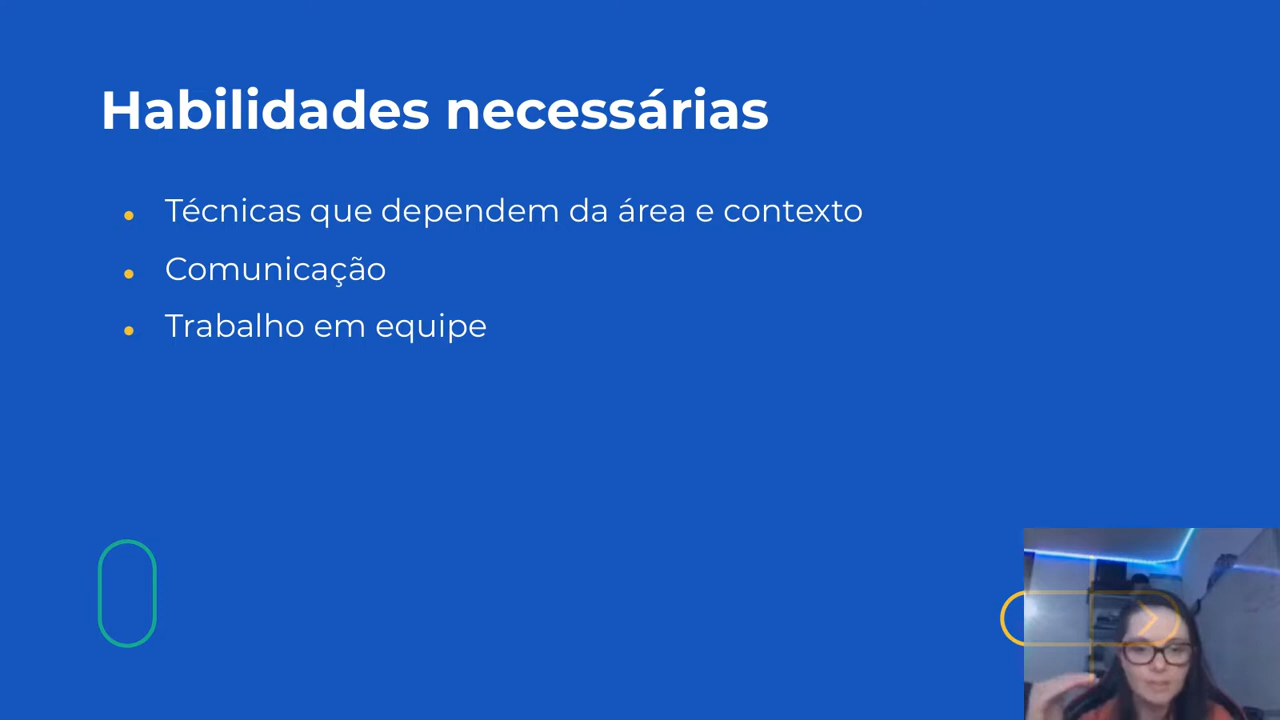 Habilidades necessárias
Técnicas que dependem da área e contexto
Comunicação
Trabalho em equipe